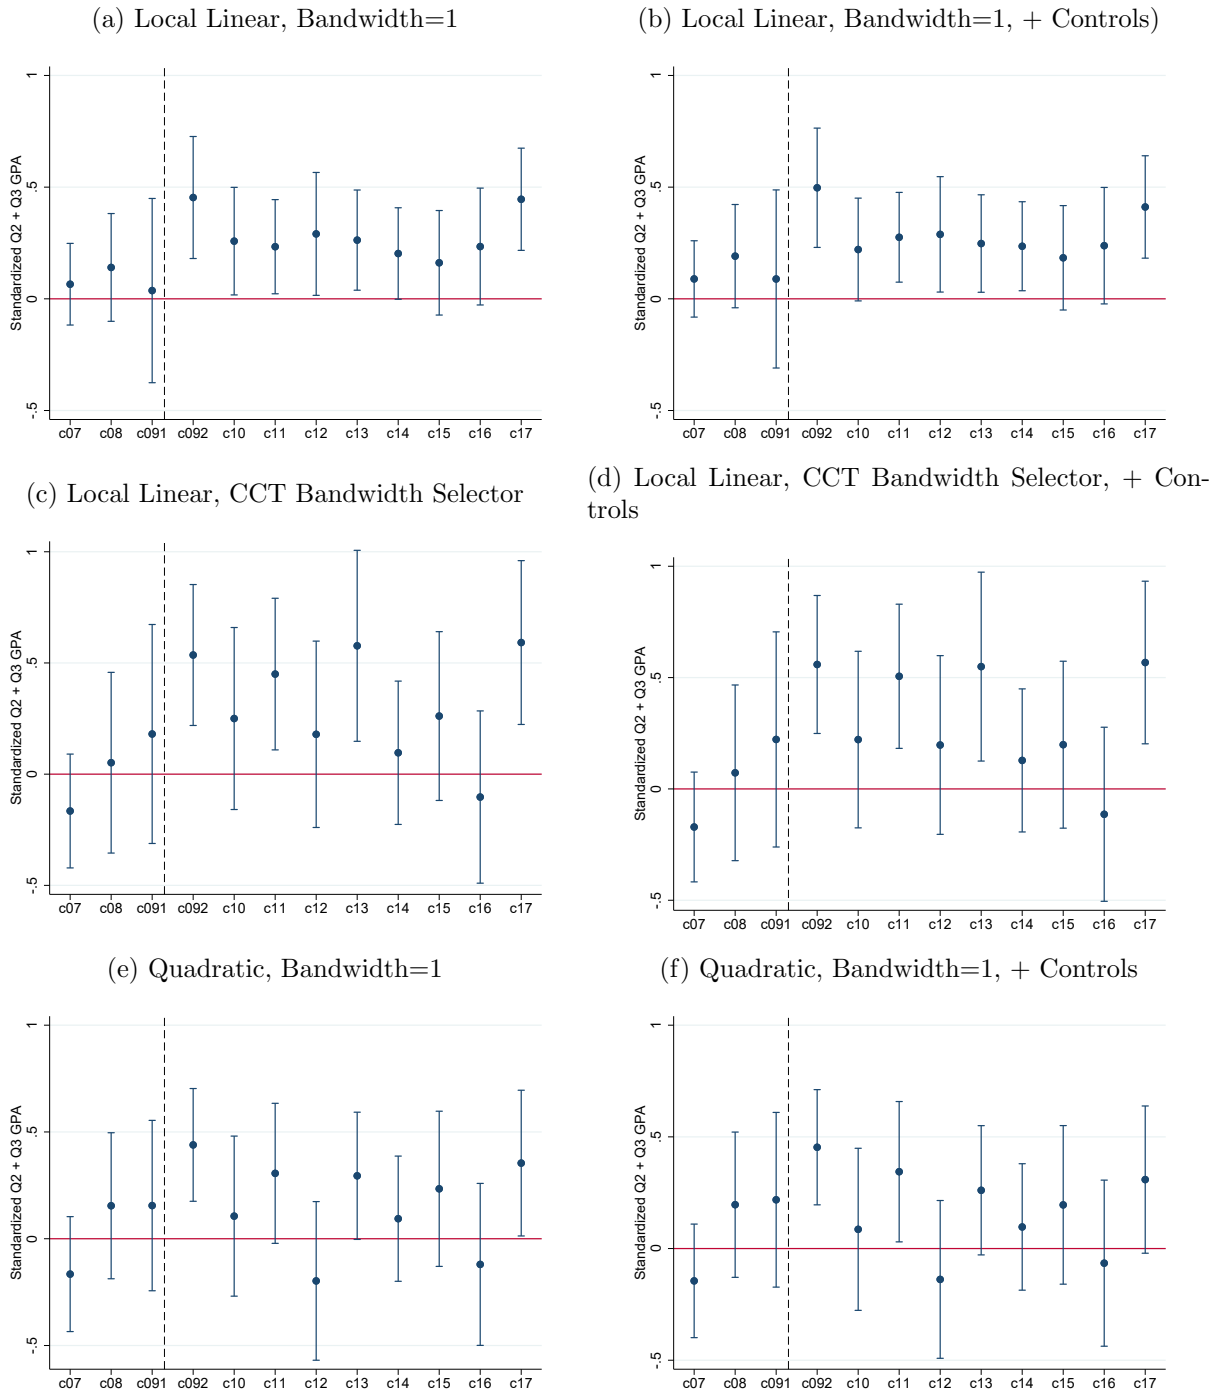 (a) Local Linear, Bandwidth=1
Standardized Q2 + Q3 GPA
1
.5
0
-.5
c07 c08 c091 c092 c10 c11 c12 c13 c14 c15 c16 c17
(b) Local Linear, Bandwidth=1, + Controls)
Standardized Q2 + Q3 GPA
1
.5
0
-.5
c07 c08 c091 c092 c10 c11 c12 c13 c14 c15 c16 c17
(c) Local Linear, CCT Bandwidth Selector
Standardized Q2 + Q3 GPA
1
.5
0
-.5
c07 c08 c091 c092 c10 c11 c12 c13 c14 c15 c16 c17
(d) Local Linear, CCT Bandwidth Selector, + Con-
trols
Standardized Q2 + Q3 GPA
1
.5
0
-.5
c07 c08 c091 c092 c10 c11 c12 c13 c14 c15 c16 c17
(e) Quadratic, Bandwidth=1
Standardized Q2 + Q3 GPA
1
.5
0
-.5
c07 c08 c091 c092 c10 c11 c12 c13 c14 c15 c16 c17
(f) Quadratic, Bandwidth=1, + Controls
Standardized Q2 + Q3 GPA
1
.5
0
-.5
c07 c08 c091 c092 c10 c11 c12 c13 c14 c15 c16 c17